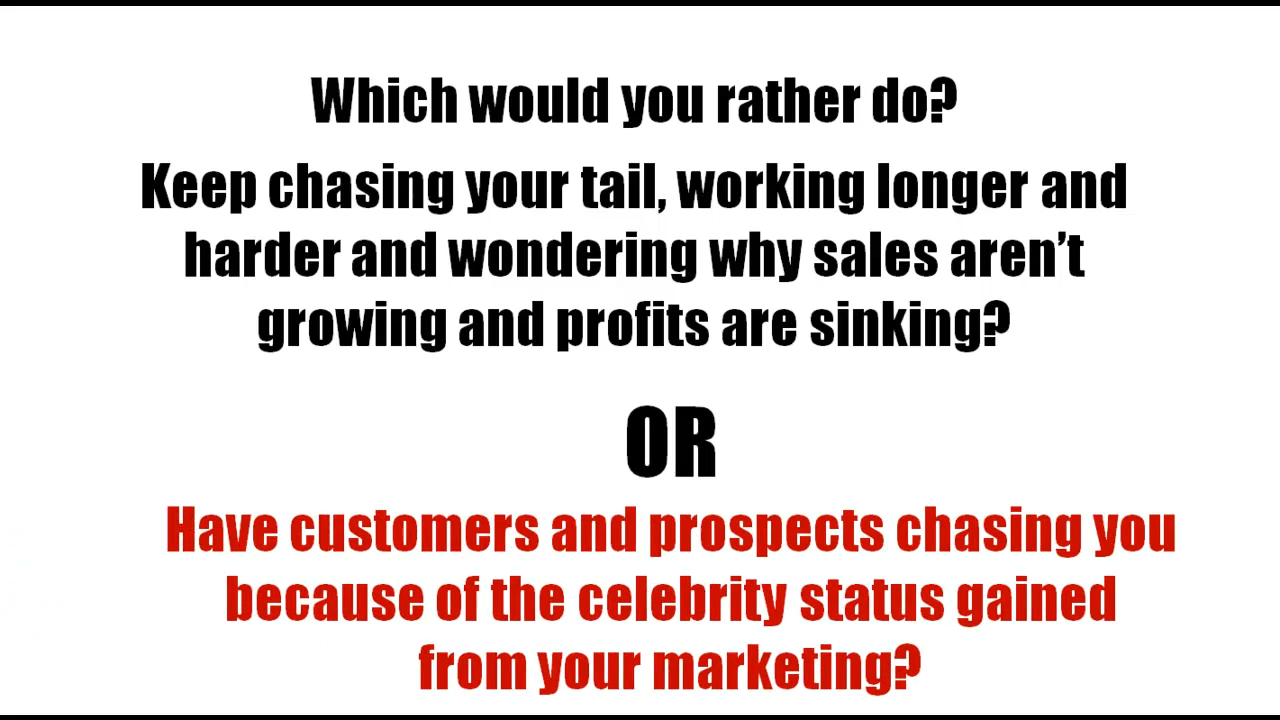 Which would you rather do?
Keep chasing your tail, working longer and
harder and wondering why sales aren’t
growing and profits are sinking?
OR
Have customers and prospects chasing you
because of the celebrity status gained
from your marketing?